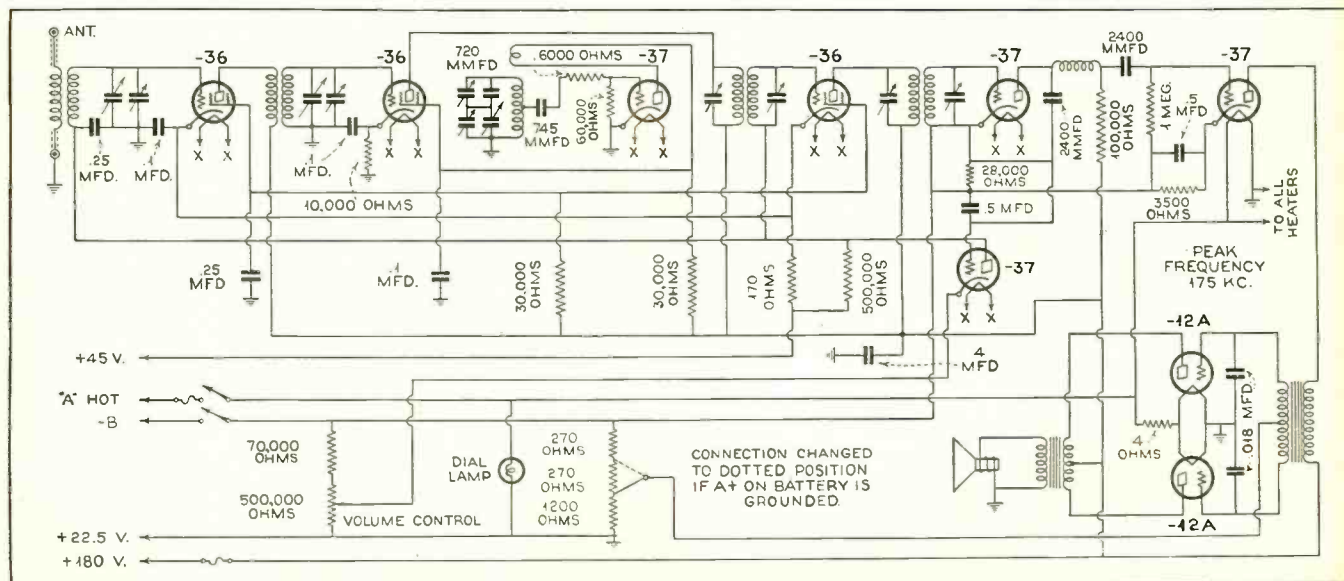 ANT.
-36
-36
720
MMFD
6000 OHMS
-37
745
MMFD
60,000
OHMS
-36
-37
2400
MMFD
-37
X X
X X
X X
X X
X X
.25
MFD.
.1
MFD.
.1
MFD.
10,000 OHMS
2400
MMFD
100,000
OHMS
1 MEG.
.5
MFD
28,000
OHMS
.5 MFD
3500
OHMS
TO ALL
HEATERS
.25
MFD
.1
MFD.
30,000
OHMS
30,000
OHMS
170
OHMS
500,000
OHMS
-37
X X
PEAK
FREQUENCY
175 KC.
+45 V.
4
MFD
-12A
"A" HOT
-B
.018 MFD.
4
OHMS
70,000
OHMS
500,000
OHMS
VOLUME CONTROL
DIAL
LAMP
270
OHMS
270
OHMS
1200
OHMS
CONNECTION CHANGED
TO DOTTED POSITION
IF A+ ON BATTERY IS
GROUNDED.
-12A
+22.5 V.
+180 V.